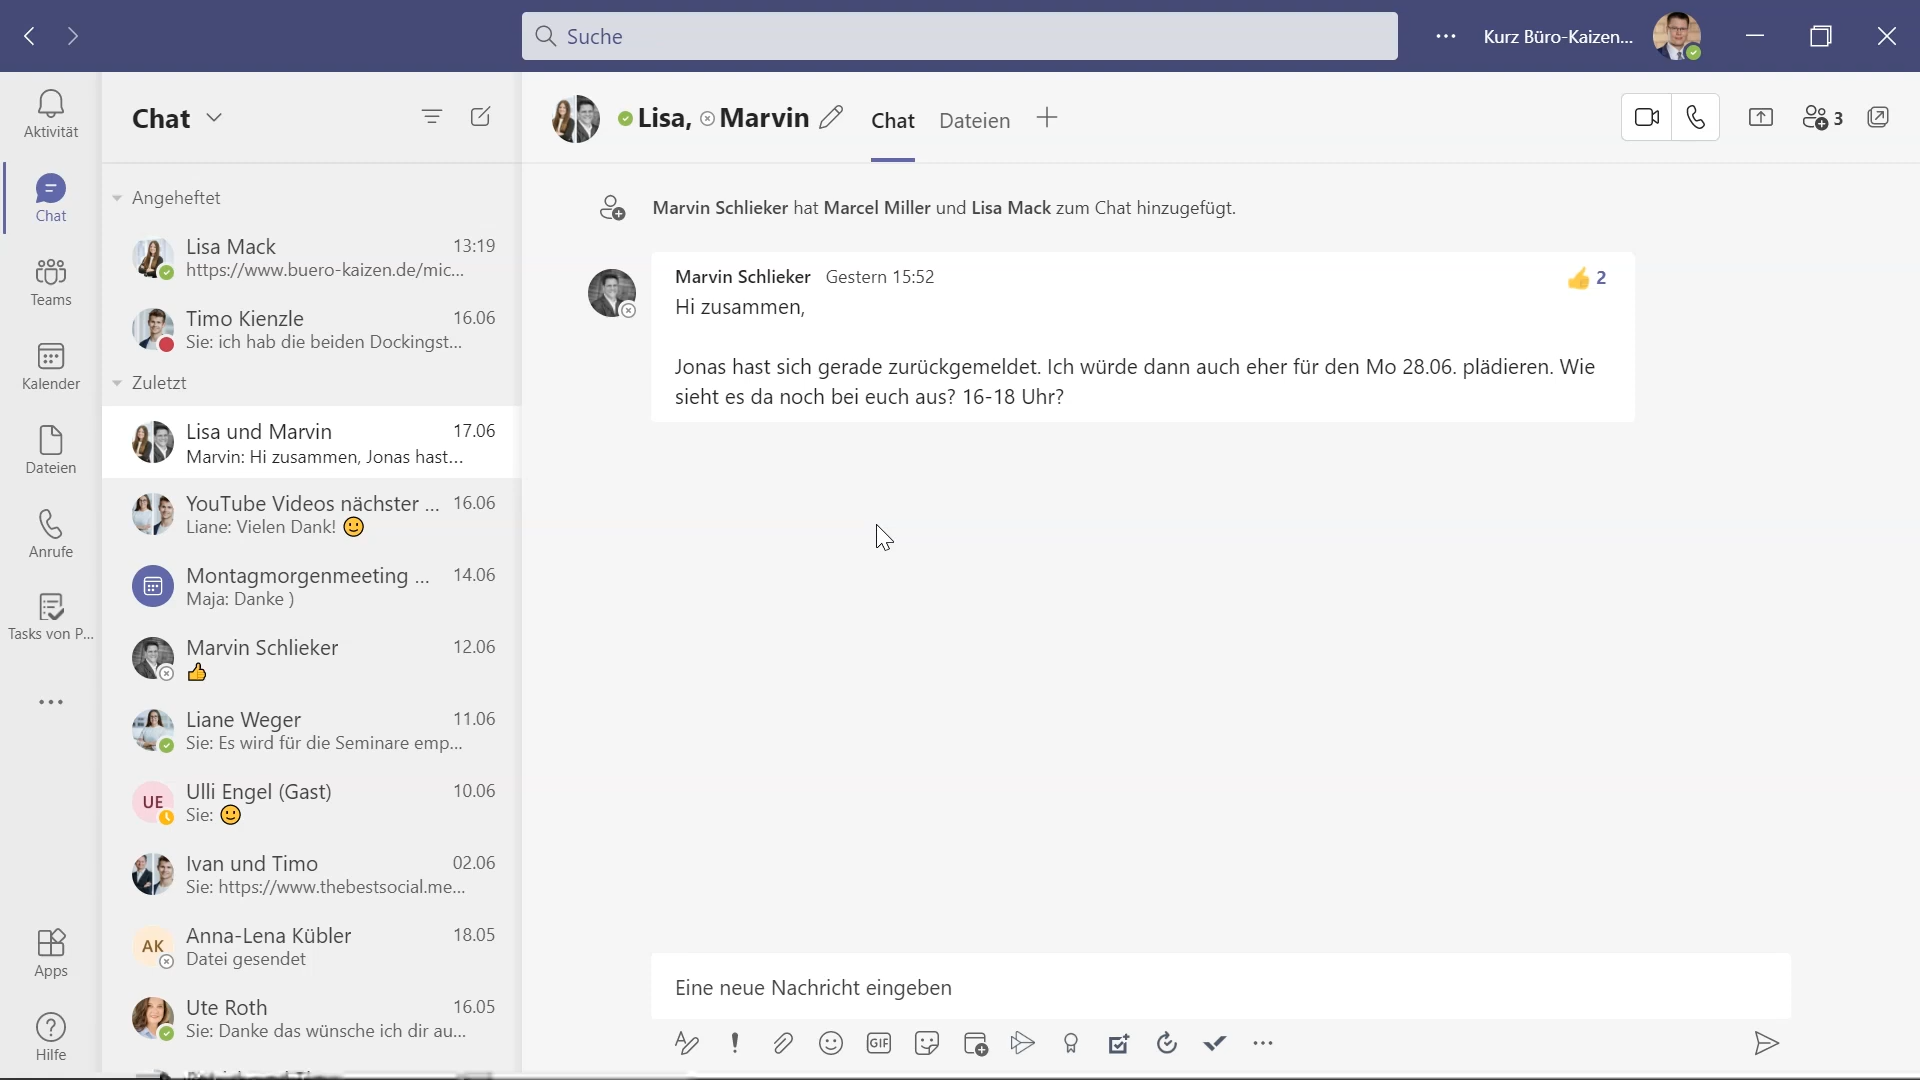 Suche
Kurz Büro-Kaizen...
Aktivität
Chat
Teams
Kalender
Dateien
Anrufe
Tasks von P...
Apps
Hilfe
Chat
Angeheftet
Lisa Mack 13:19
https://www.buero-kaizen.de/mic...
Timo Kienzle 16.06
Sie: ich hab die beiden Dockingst...
Zuletzt
Lisa und Marvin 17.06
Marvin: Hi zusammen, Jonas hast...
YouTube Videos nächster ... 16.06
Liane: Vielen Dank! 🙂
Montagmorgenmeeting ... 14.06
Maja: Danke )
Marvin Schlieker 12.06
👍
Liane Weger 11.06
Sie: Es wird für die Seminare emp...
UE
Ulli Engel (Gast) 10.06
Sie: 🙂
Ivan und Timo 02.06
Sie: https://www.thebestsocial.me...
AK
Anna-Lena Kübler 18.05
Datei gesendet
Ute Roth 16.05
Sie: Danke das wünsche ich dir au...
Lisa, Marvin Chat Dateien 3
Marvin Schlieker hat Marcel Miller und Lisa Mack zum Chat hinzugefügt.
Marvin Schlieker Gestern 15:52 👍 2
Hi zusammen,
Jonas hast sich gerade zurückgemeldet. Ich würde dann auch eher für den Mo 28.06. plädieren. Wie
sieht es da noch bei euch aus? 16-18 Uhr?
Eine neue Nachricht eingeben
GIF